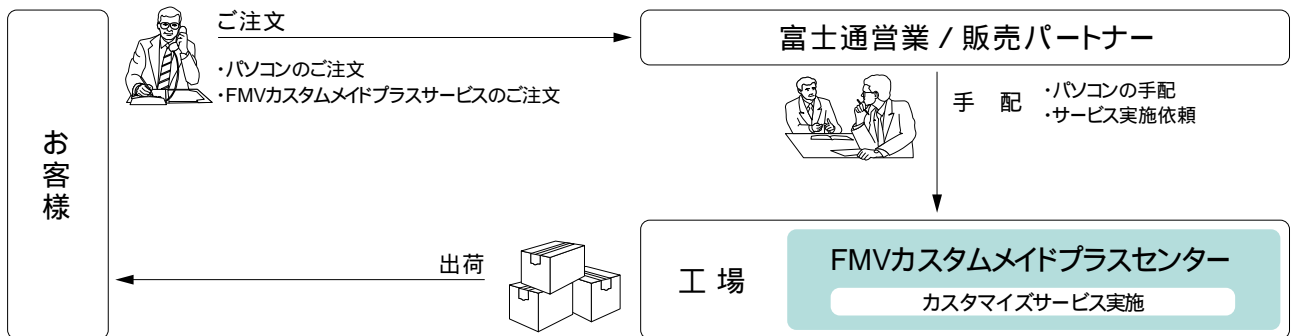 お客様
ご注文
・パソコンのご注文
・FMVカスタムメイドプラスサービスのご注文
富士通営業 / 販売パートナー
手 配
・パソコンの手配
・サービス実施依頼
工 場
FMVカスタムメイドプラスセンター
カスタマイズサービス実施
出荷